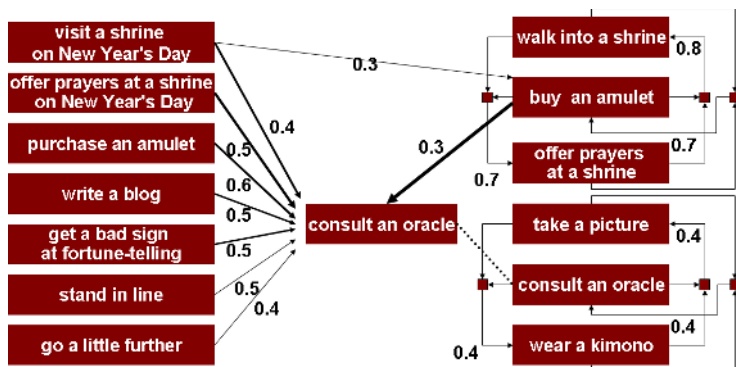 visit a shrine
on New Year's Day
offer prayers at a shrine
on New Year's Day
purchase an amulet
write a blog
get a bad sign
at fortune-telling
stand in line
go a little further
0.3
0.4
0.5
0.6
0.5
0.5
0.5
0.4
consult an oracle
0.3
walk into a shrine
0.8
buy an amulet
0.7
offer prayers
at a shrine
0.7
take a picture
0.4
consult an oracle
0.4
wear a kimono
0.4